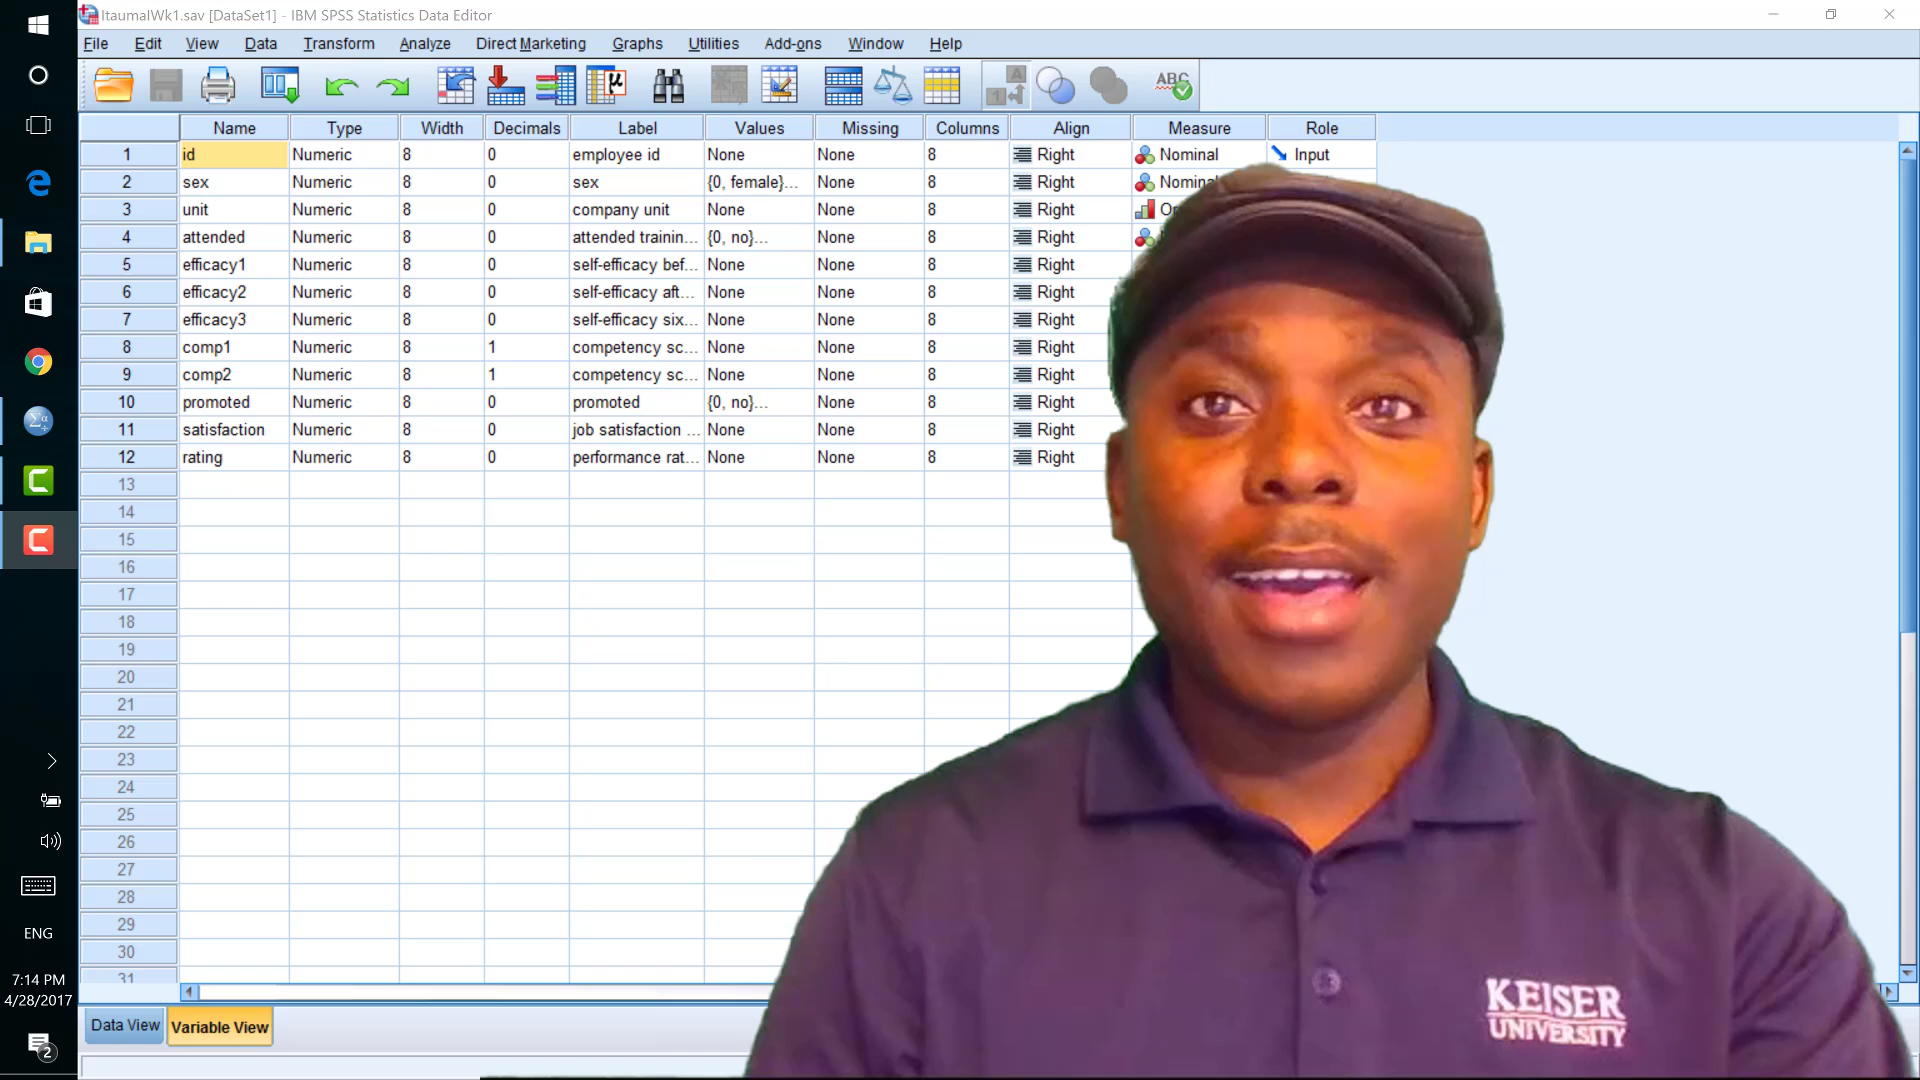 ItaumaIWk1.sav [DataSet1] - IBM SPSS Statistics Data Editor
File Edit View Data Transform Analyze Direct Marketing Graphs Utilities Add-ons Window Help
Name Type Width Decimals Label Values Missing Columns Align Measure Role
1 id Numeric 8 0 employee id None None 8 Right Nominal Input
2 sex Numeric 8 0 sex {0, female}... None 8 Right
3 unit Numeric 8 0 company unit None None 8 Right
4 attended Numeric 8 0 attended trainin... {0, no}... None 8 Right
5 efficacy1 Numeric 8 0 self-efficacy bef... None None 8 Right
6 efficacy2 Numeric 8 0 self-efficacy aft... None None 8 Right
7 efficacy3 Numeric 8 0 self-efficacy six... None None 8 Right
8 comp1 Numeric 8 1 competency sc... None None 8 Right
9 comp2 Numeric 8 1 competency sc... None None 8 Right
10 promoted Numeric 8 0 promoted {0, no}... None 8 Right
11 satisfaction Numeric 8 0 job satisfaction ... None None 8 Right
12 rating Numeric 8 0 performance rat... None None 8 Right
13
14
15
16
17
18
19
20
21
22
23
24
25
26
27
28
29
30
31
Data View Variable View
ABC
ENG
7:14 PM
4/28/2017
2
KEISER
UNIVERSITY